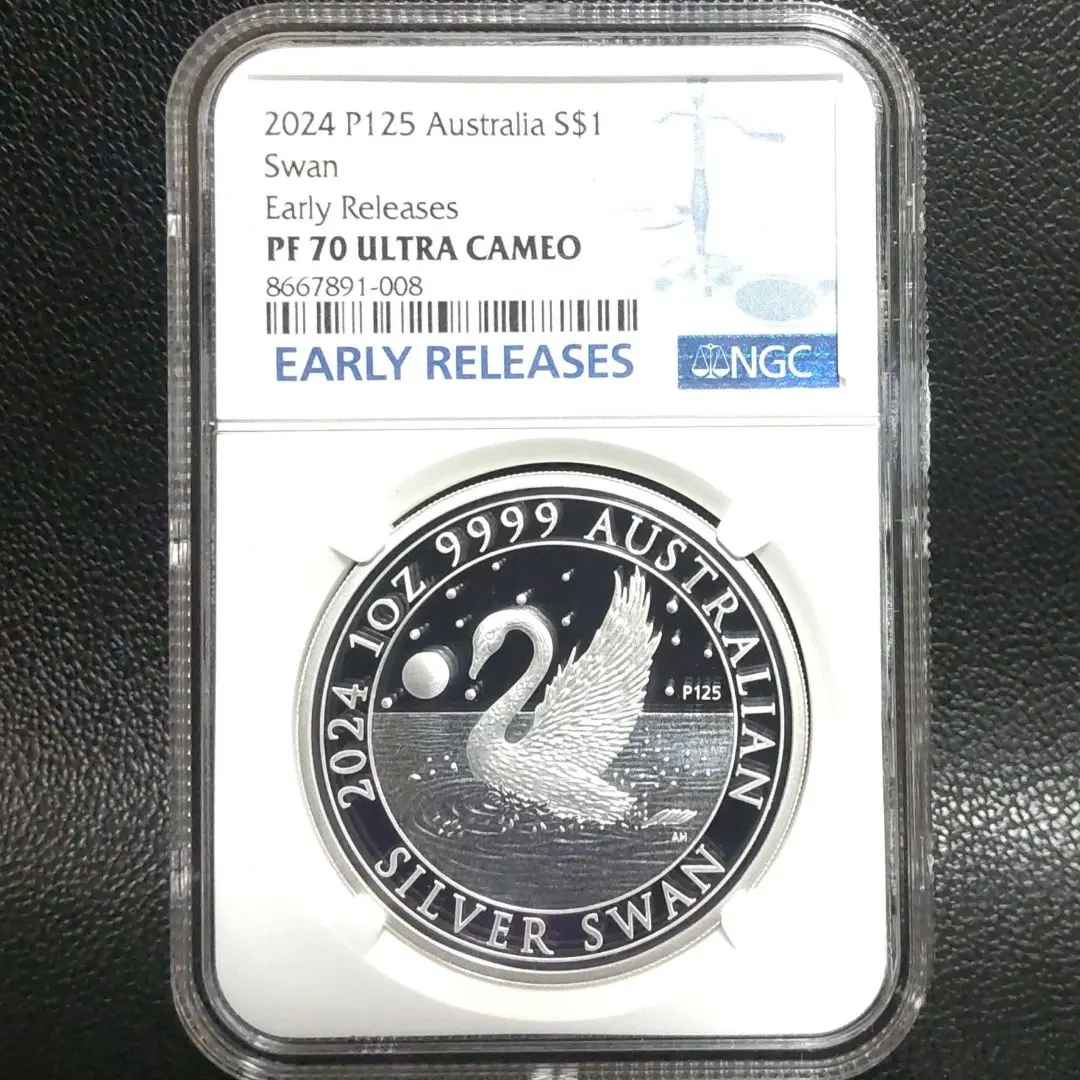 2024 P125 Australia S$1
Swan
Early Releases
PF 70 ULTRA CAMEO
8667891-008
EARLY RELEASES
NGC
2024 1OZ 9999 AUSTRALIAN
SILVER SWAN
P125
AH